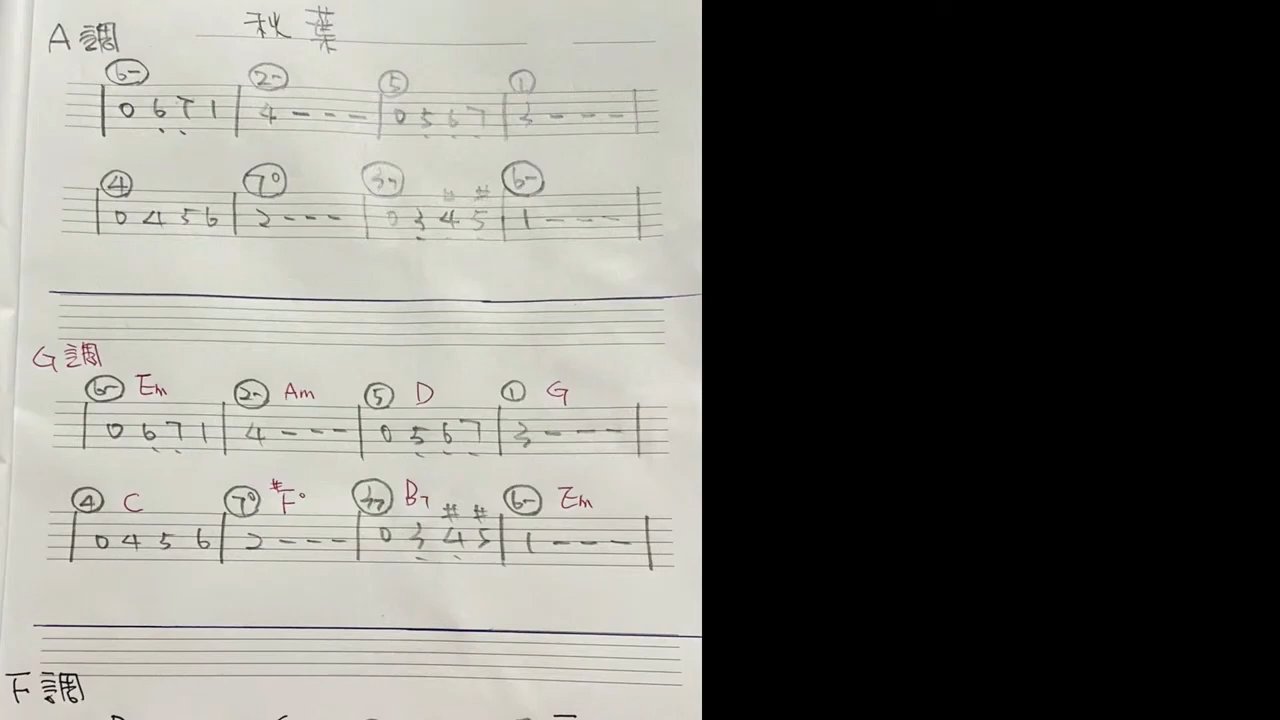 秋葉
A調
6- 2- 5 1
0 6 7 1 | 4 - - - | 0 5 6 7 | 3 - - -
4 7° 37 # # 6-
0 4 5 6 | 2 - - - | 0 3 4 5 | 1 - - -
G調
6- Em 2- Am 5 D 1 G
0 6 7 1 | 4 - - - | 0 5 6 7 | 3 - - -
4 C 7° #F° 37 B7 # # 6- Em
0 4 5 6 | 2 - - - | 0 3 4 5 | 1 - - -
F調